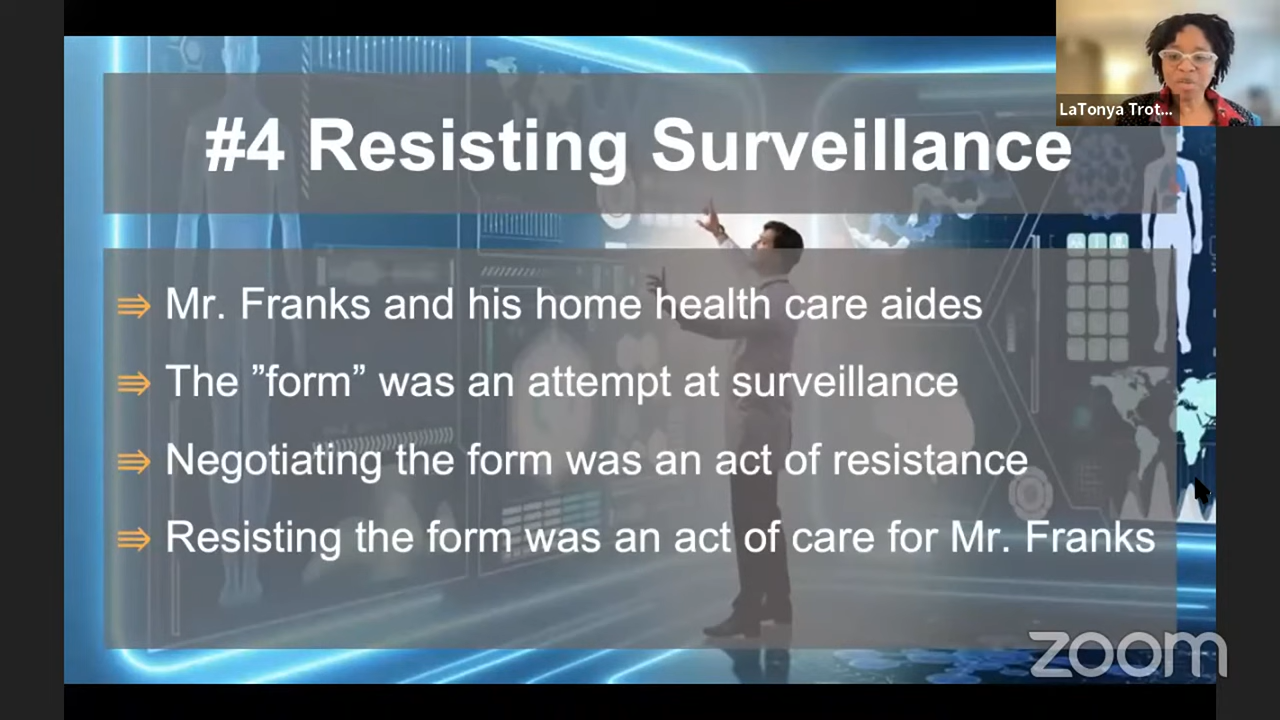 #4 Resisting Surveillance
LaTonya Trot...
⇛ Mr. Franks and his home health care aides
⇛ The ”form” was an attempt at surveillance
⇛ Negotiating the form was an act of resistance
⇛ Resisting the form was an act of care for Mr. Franks
zoom